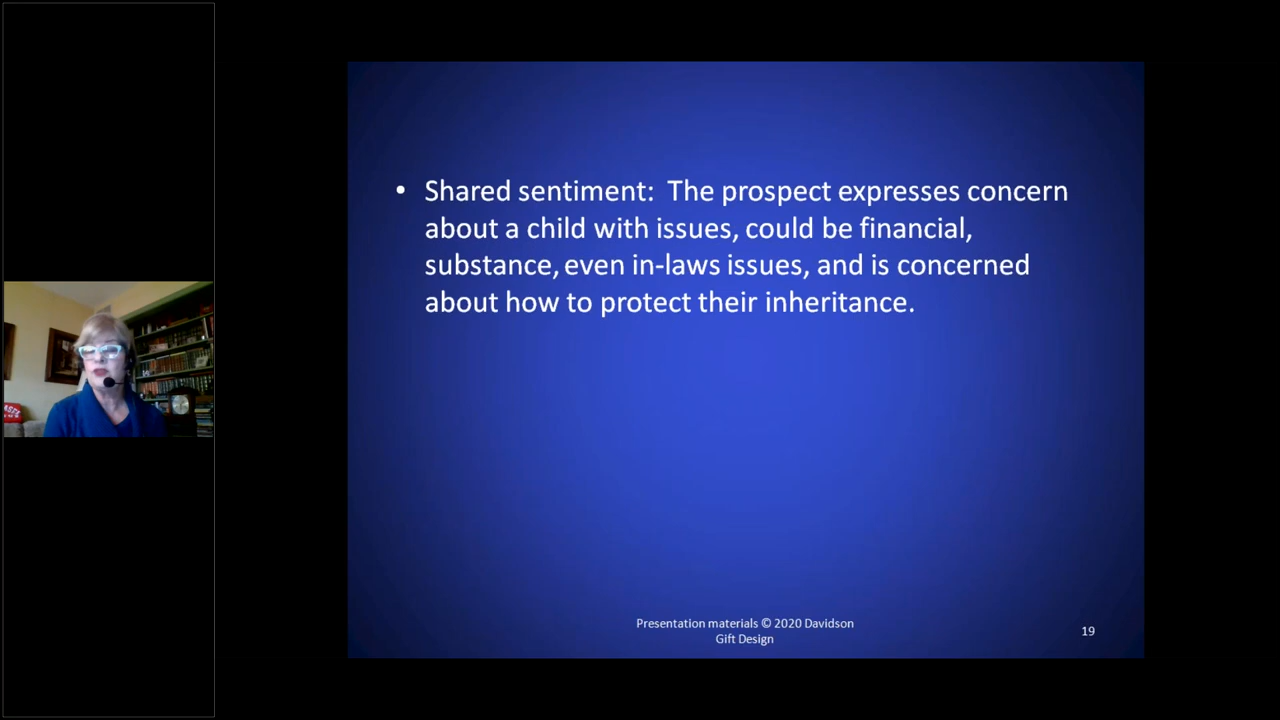 • Shared sentiment: The prospect expresses concern
about a child with issues, could be financial,
substance, even in-laws issues, and is concerned
about how to protect their inheritance.
Presentation materials © 2020 Davidson
Gift Design
19